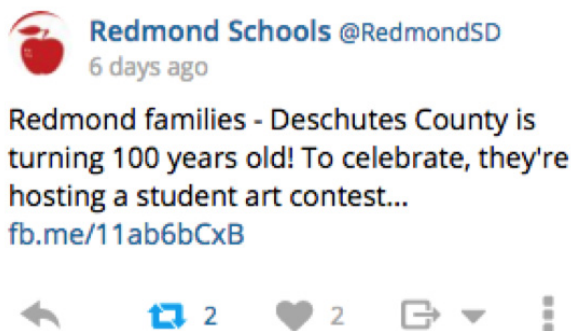 Redmond Schools @RedmondSD
6 days ago
Redmond families - Deschutes County is
turning 100 years old! To celebrate, they're
hosting a student art contest...
fb.me/11ab6bCxB
2 2